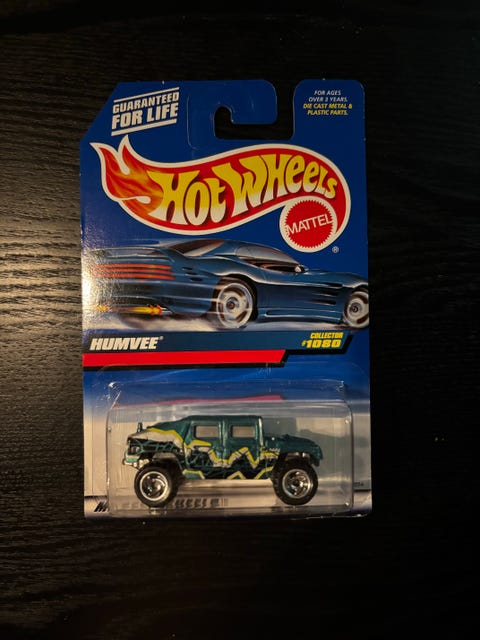 GUARANTEED
FOR LIFE
FOR AGES
OVER 3 YEARS.
DIE CAST METAL &
PLASTIC PARTS.
HOT WHEELS
MATTEL
®
HUMVEE®
COLLECTOR
#1080